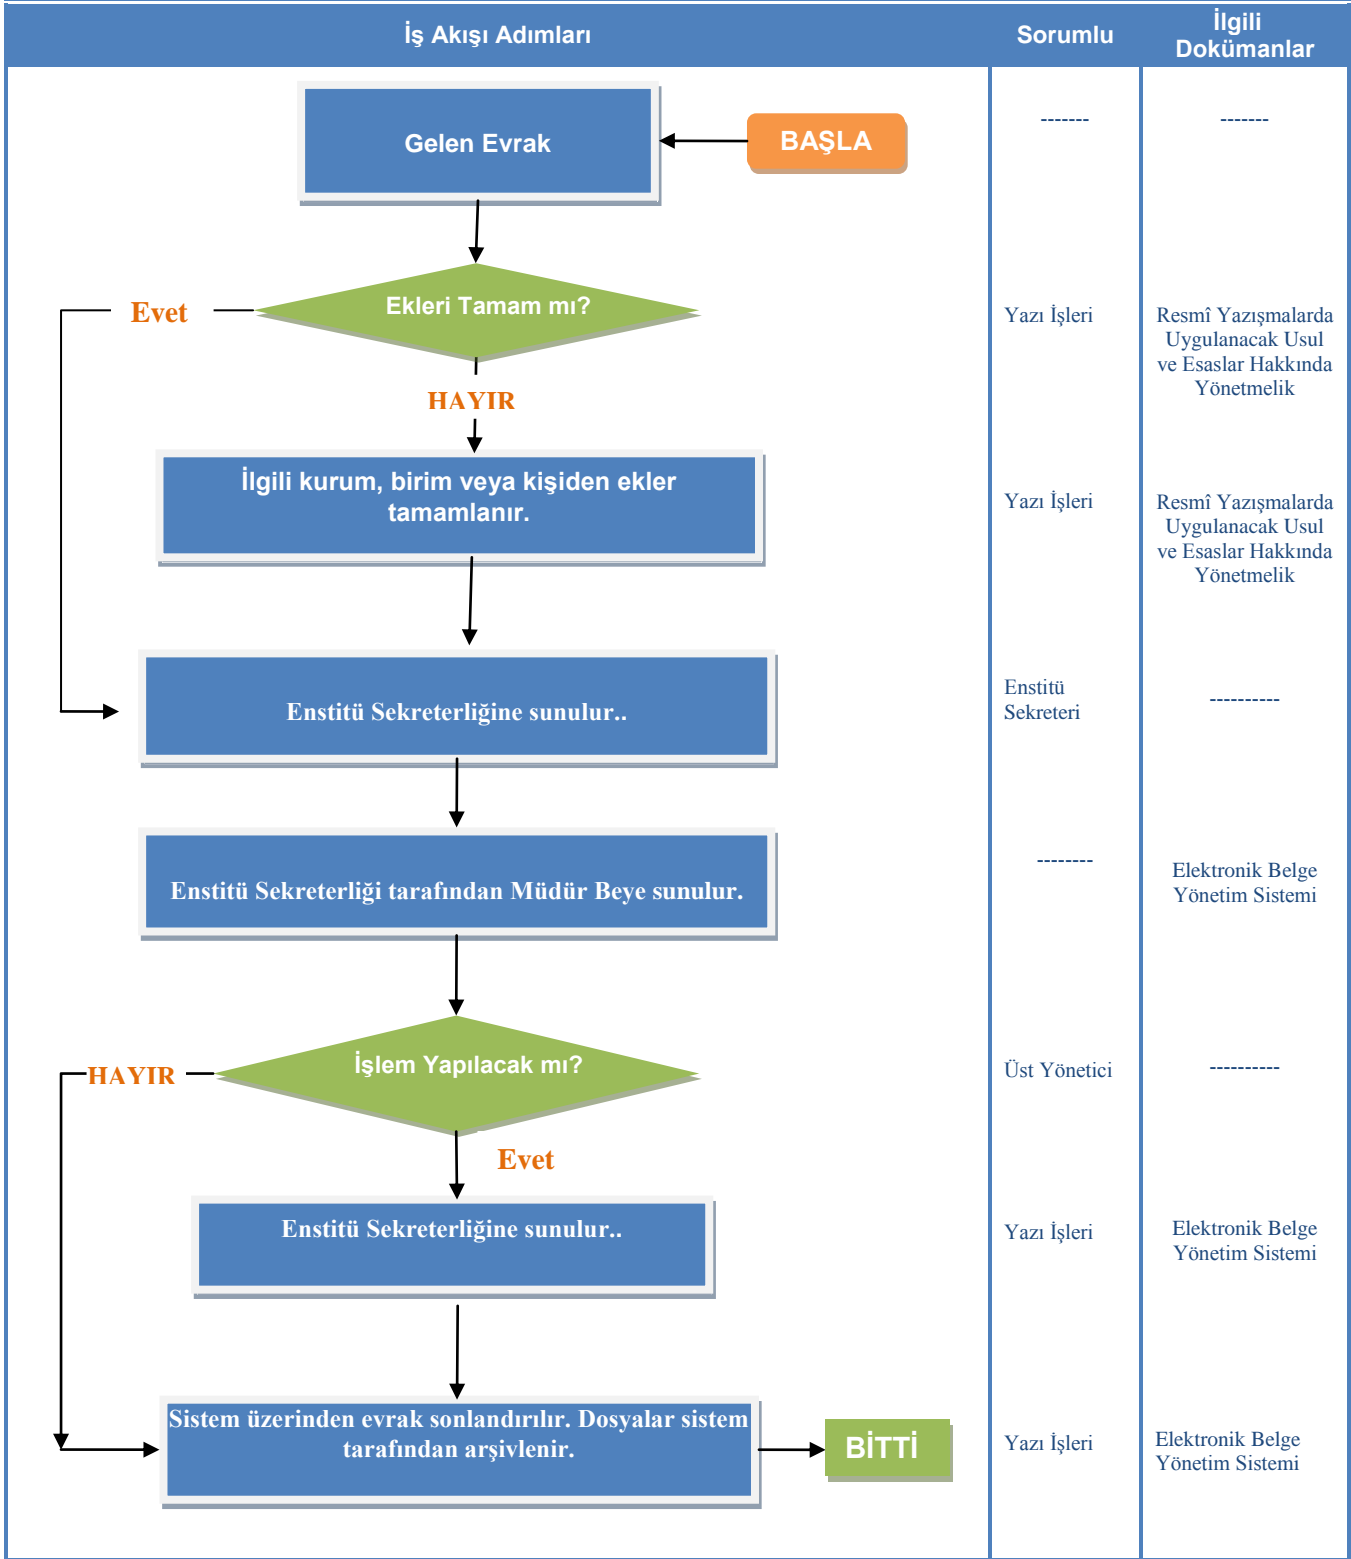 İş Akışı Adımları
Sorumlu
İlgili
Dokümanlar
Gelen Evrak
BAŞLA
-------
-------
Ekleri Tamam mı?
Evet
HAYIR
Yazı İşleri
Resmî Yazışmalarda
Uygulanacak Usul
ve Esaslar Hakkında
Yönetmelik
İlgili kurum, birim veya kişiden ekler
tamamlanır.
Yazı İşleri
Resmî Yazışmalarda
Uygulanacak Usul
ve Esaslar Hakkında
Yönetmelik
Enstitü Sekreterliğine sunulur..
Enstitü
Sekreteri
----------
Enstitü Sekreterliği tarafından Müdür Beye sunulur.
--------
Elektronik Belge
Yönetim Sistemi
İşlem Yapılacak mı?
HAYIR
Evet
Üst Yönetici
----------
Enstitü Sekreterliğine sunulur..
Yazı İşleri
Elektronik Belge
Yönetim Sistemi
Sistem üzerinden evrak sonlandırılır. Dosyalar sistem
tarafından arşivlenir.
BİTTİ
Yazı İşleri
Elektronik Belge
Yönetim Sistemi